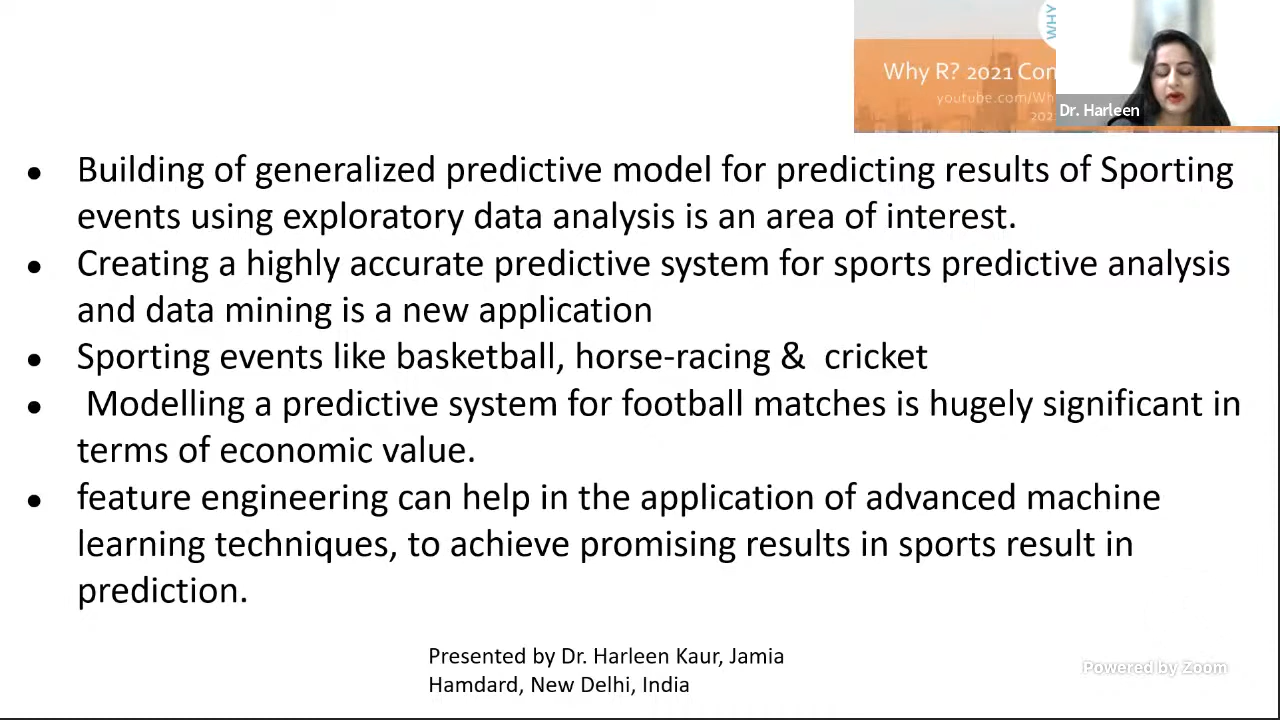 WHY
Why R? 2021 Con
youtube.com/Wh
202
Dr. Harleen
● Building of generalized predictive model for predicting results of Sporting
events using exploratory data analysis is an area of interest.
● Creating a highly accurate predictive system for sports predictive analysis
and data mining is a new application
● Sporting events like basketball, horse-racing & cricket
● Modelling a predictive system for football matches is hugely significant in
terms of economic value.
● feature engineering can help in the application of advanced machine
learning techniques, to achieve promising results in sports result in
prediction.
Presented by Dr. Harleen Kaur, Jamia
Hamdard, New Delhi, India
Powered by Zoom